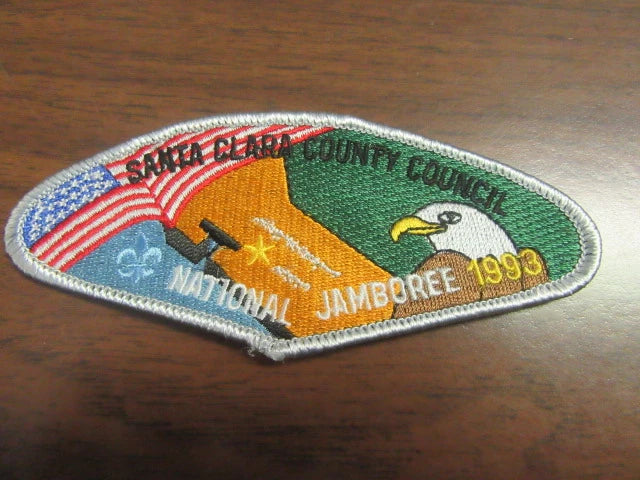 SANTA CLARA COUNTY COUNCIL
NATIONAL JAMBOREE 1993